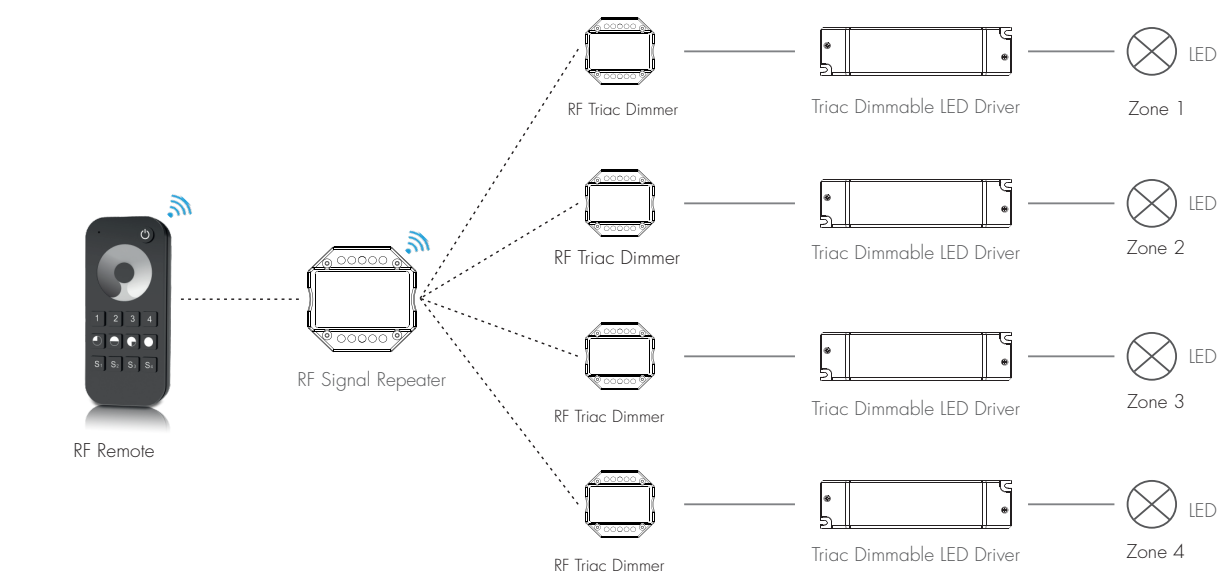 LED
RF Triac Dimmer
Triac Dimmable LED Driver
Zone 1
LED
RF Triac Dimmer
Triac Dimmable LED Driver
Zone 2
1 2 3 4
S1 S2 S3 S4
RF Remote
RF Signal Repeater
LED
RF Triac Dimmer
Triac Dimmable LED Driver
Zone 3
LED
RF Triac Dimmer
Triac Dimmable LED Driver
Zone 4